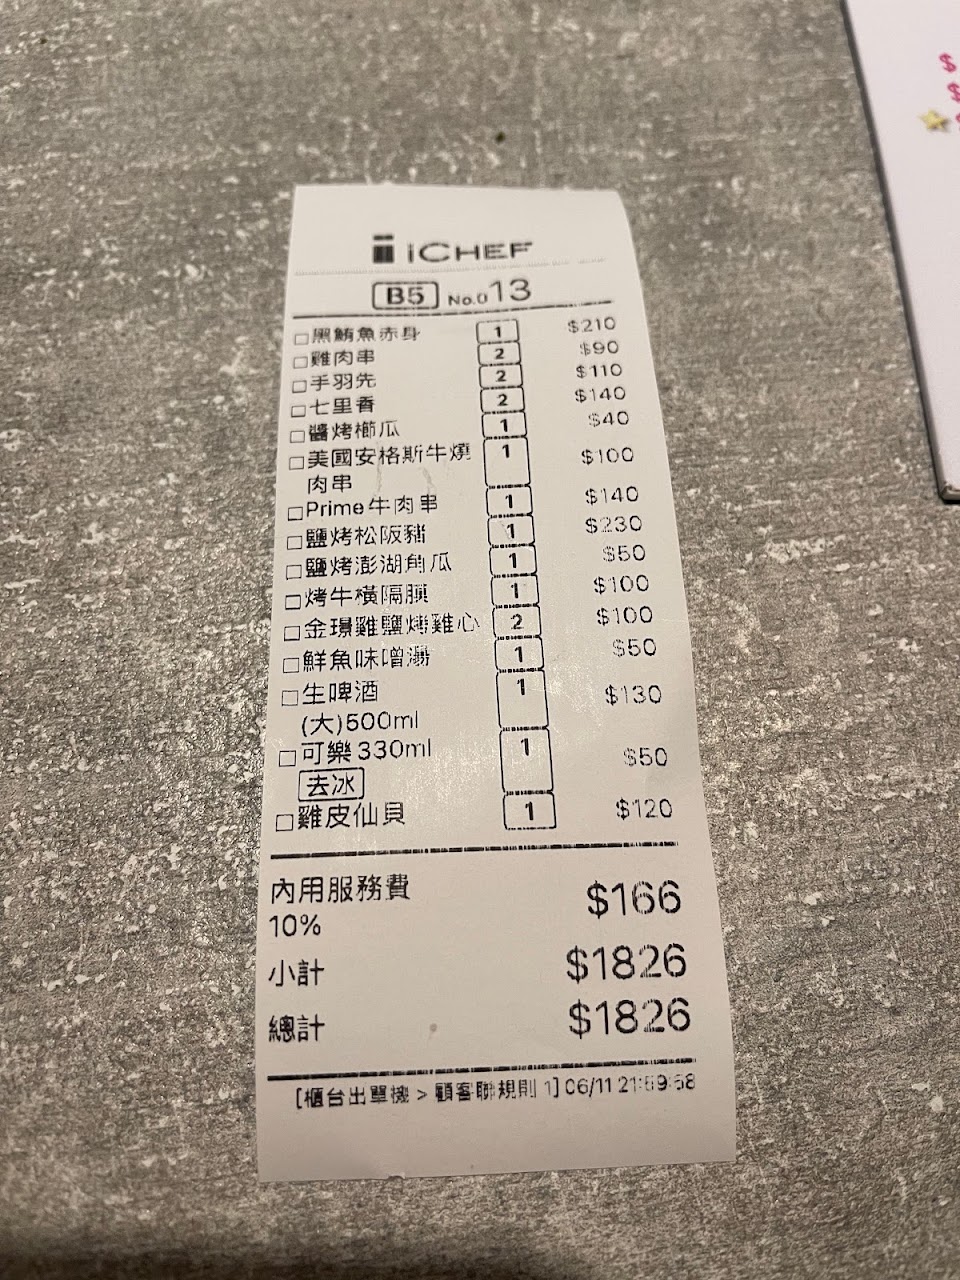 iCHEF
B5 No.013
□黑鮪魚赤身 1 $210
□雞肉串 2 $90
□手羽先 2 $110
□七里香 2 $140
□醬烤櫛瓜 1 $40
□美國安格斯牛燒 1 $100
肉串
□Prime牛肉串 1 $140
□鹽烤松阪豬 1 $230
□鹽烤澎湖角瓜 1 $50
□烤牛橫隔膜 1 $100
□金璟雞鹽烤雞心 2 $100
□鮮魚味噌湯 1 $50
□生啤酒 1 $130
(大)500ml
□可樂330ml 1 $50
去冰
□雞皮仙貝 1 $120
內用服務費 $166
10%
小計 $1826
總計 $1826
[櫃台出單機 > 顧客聯規則 1] 06/11 21:59:58
$
$